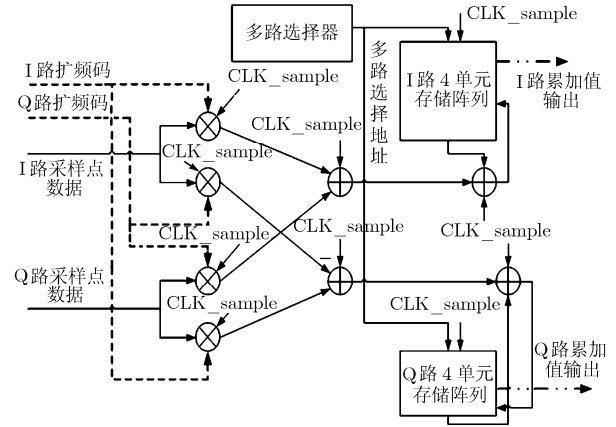 多路选择器
CLK_sample
I路扩频码
Q路扩频码
CLK_sample
多路选择地址
I路4单元
存储阵列
I路累加值
输出
CLK_sample
CLK_sample
I路采样点
数据
CLK_sample
CLK_sample
CLK_sample
Q路采样点
数据
−
CLK_sample
CLK_sample
Q路4单元
存储阵列
Q路累加
值输出